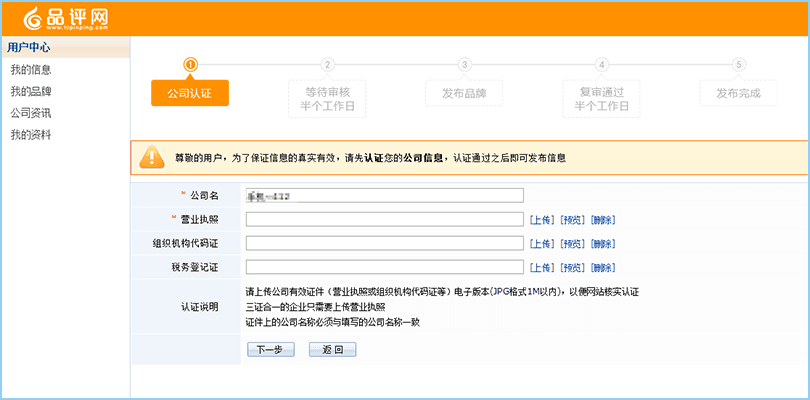 品评网
www.hipinping.com
用户中心
我的信息
我的品牌
公司资讯
我的资料
1 2 3 4 5
公司认证
等待审核
半个工作日
发布品牌
复审通过
半个工作日
发布完成
尊敬的用户，为了保证信息的真实有效，请先认证您的公司信息，认证通过之后即可发布信息
* 公司名
* 营业执照 [上传] [预览] [删除]
组织机构代码证 [上传] [预览] [删除]
税务登记证 [上传] [预览] [删除]
认证说明
请上传公司有效证件（营业执照或组织机构代码证等）电子版本(JPG格式1M以内)，以便网站核实认证
三证合一的企业只需要上传营业执照
证件上的公司名称必须与填写的公司名称一致
下一步 返 回